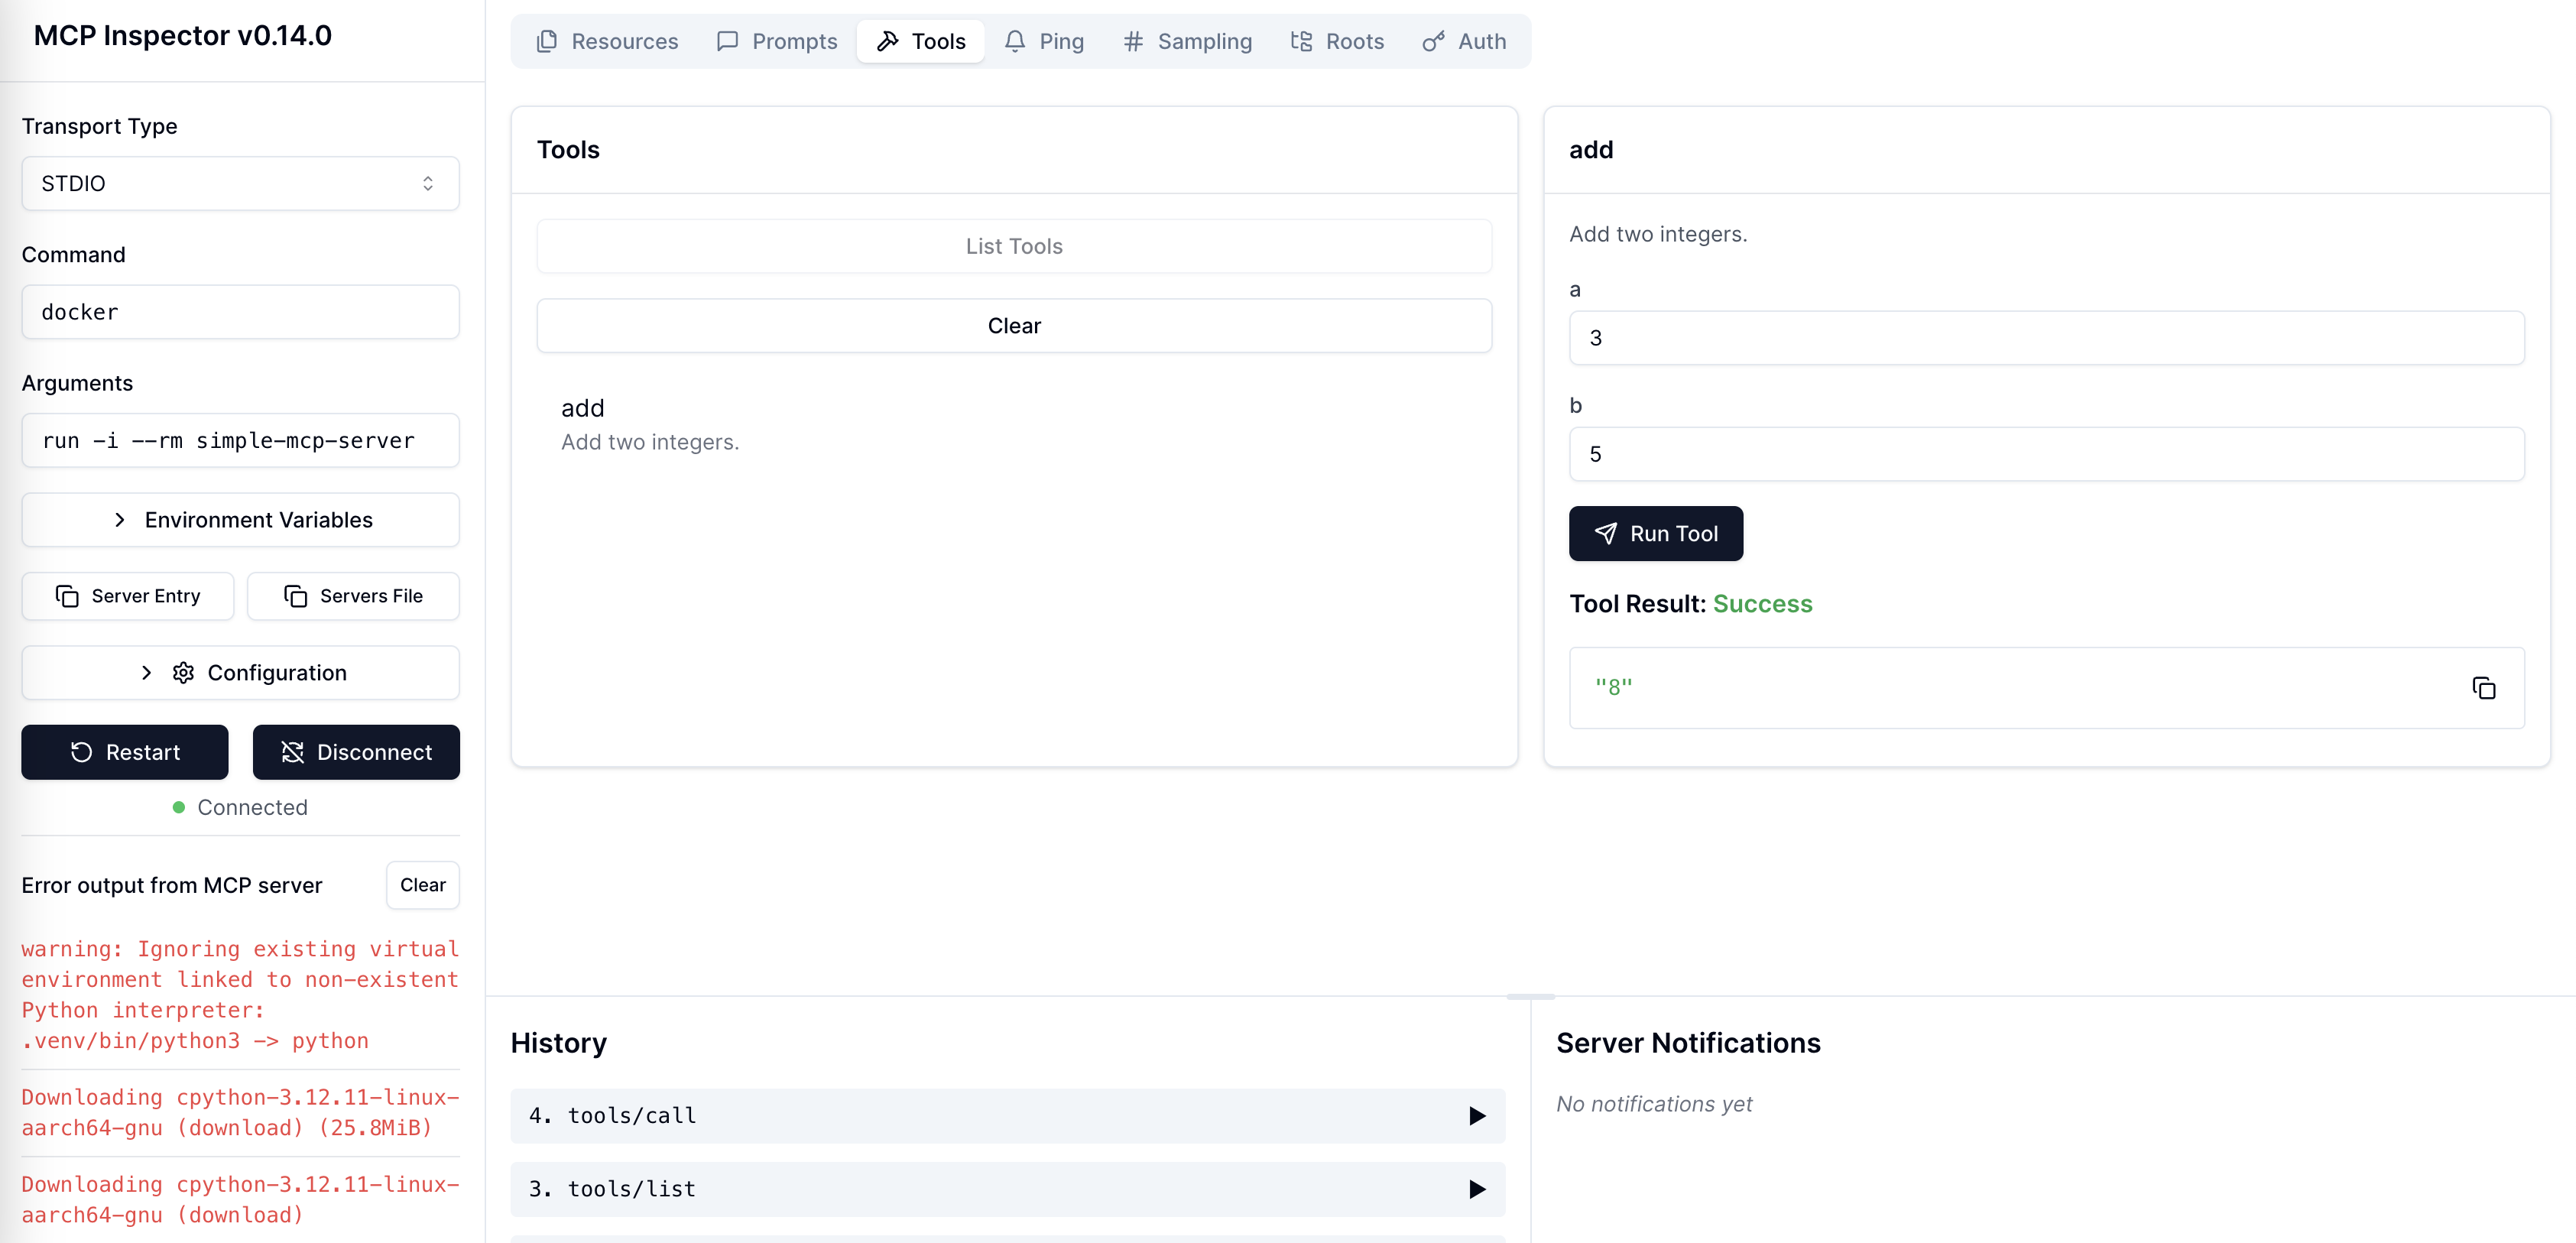 MCP Inspector v0.14.0
Transport Type
STDIO
Command
docker
Arguments
run -i --rm simple-mcp-server
Environment Variables
Server Entry
Servers File
Configuration
Restart
Disconnect
Connected
Error output from MCP server
Clear
warning: Ignoring existing virtual
environment linked to non-existent
Python interpreter:
.venv/bin/python3 -> python
Downloading cpython-3.12.11-linux-
aarch64-gnu (download) (25.8MiB)
Downloading cpython-3.12.11-linux-
aarch64-gnu (download)
Resources
Prompts
Tools
Ping
Sampling
Roots
Auth
Tools
List Tools
Clear
add
Add two integers.
add
Add two integers.
a
3
b
5
Run Tool
Tool Result: Success
"8"
History
4. tools/call
3. tools/list
Server Notifications
No notifications yet